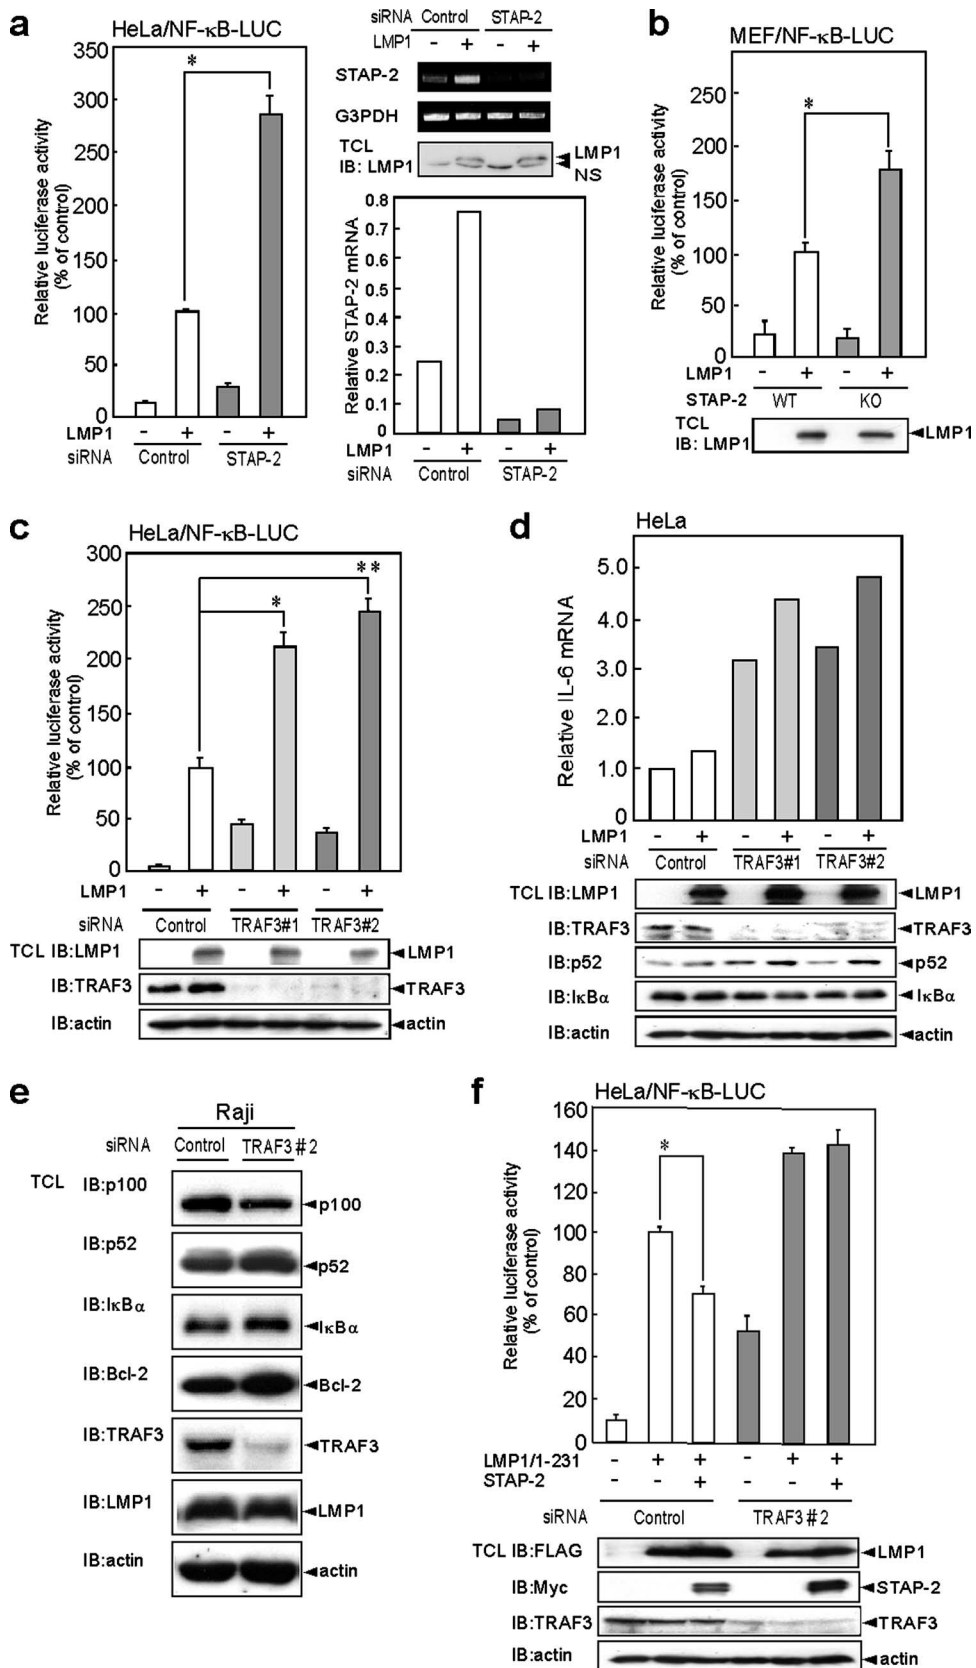 a
HeLa/NF-κB-LUC
Relative luciferase activity
(% of control)
350
300
250
200
150
100
50
0
*
LMP1 - + - +
siRNA Control STAP-2
siRNA Control STAP-2
LMP1 - + - +
STAP-2
G3PDH
TCL
IB: LMP1
LMP1
NS
Relative STAP-2 mRNA
0.8
0.7
0.6
0.5
0.4
0.3
0.2
0.1
0
LMP1 - + - +
siRNA Control STAP-2
b
MEF/NF-κB-LUC
Relative luciferase activity
(% of control)
250
200
150
100
50
0
*
LMP1 - + - +
STAP-2 WT KO
TCL
IB: LMP1
LMP1
c
HeLa/NF-κB-LUC
Relative luciferase activity
(% of control)
300
250
200
150
100
50
0
**
*
LMP1 - + - + - +
siRNA Control TRAF3#1 TRAF3#2
TCL IB:LMP1 LMP1
IB:TRAF3 TRAF3
IB:actin actin
d
HeLa
Relative IL-6 mRNA
5.0
4.0
3.0
2.0
1.0
0
LMP1 - + - + - +
siRNA Control TRAF3#1 TRAF3#2
TCL IB:LMP1 LMP1
IB:TRAF3 TRAF3
IB:p52 p52
IB:IκBα IκBα
IB:actin actin
e
Raji
siRNA Control TRAF3#2
TCL IB:p100 p100
IB:p52 p52
IB:IκBα IκBα
IB:Bcl-2 Bcl-2
IB:TRAF3 TRAF3
IB:LMP1 LMP1
IB:actin actin
f
HeLa/NF-κB-LUC
Relative luciferase activity
(% of control)
160
140
120
100
80
60
40
20
0
*
LMP1/1-231 - + + - + +
STAP-2 - - + - - +
siRNA Control TRAF3#2
TCL IB:FLAG LMP1
IB:Myc STAP-2
IB:TRAF3 TRAF3
IB:actin actin